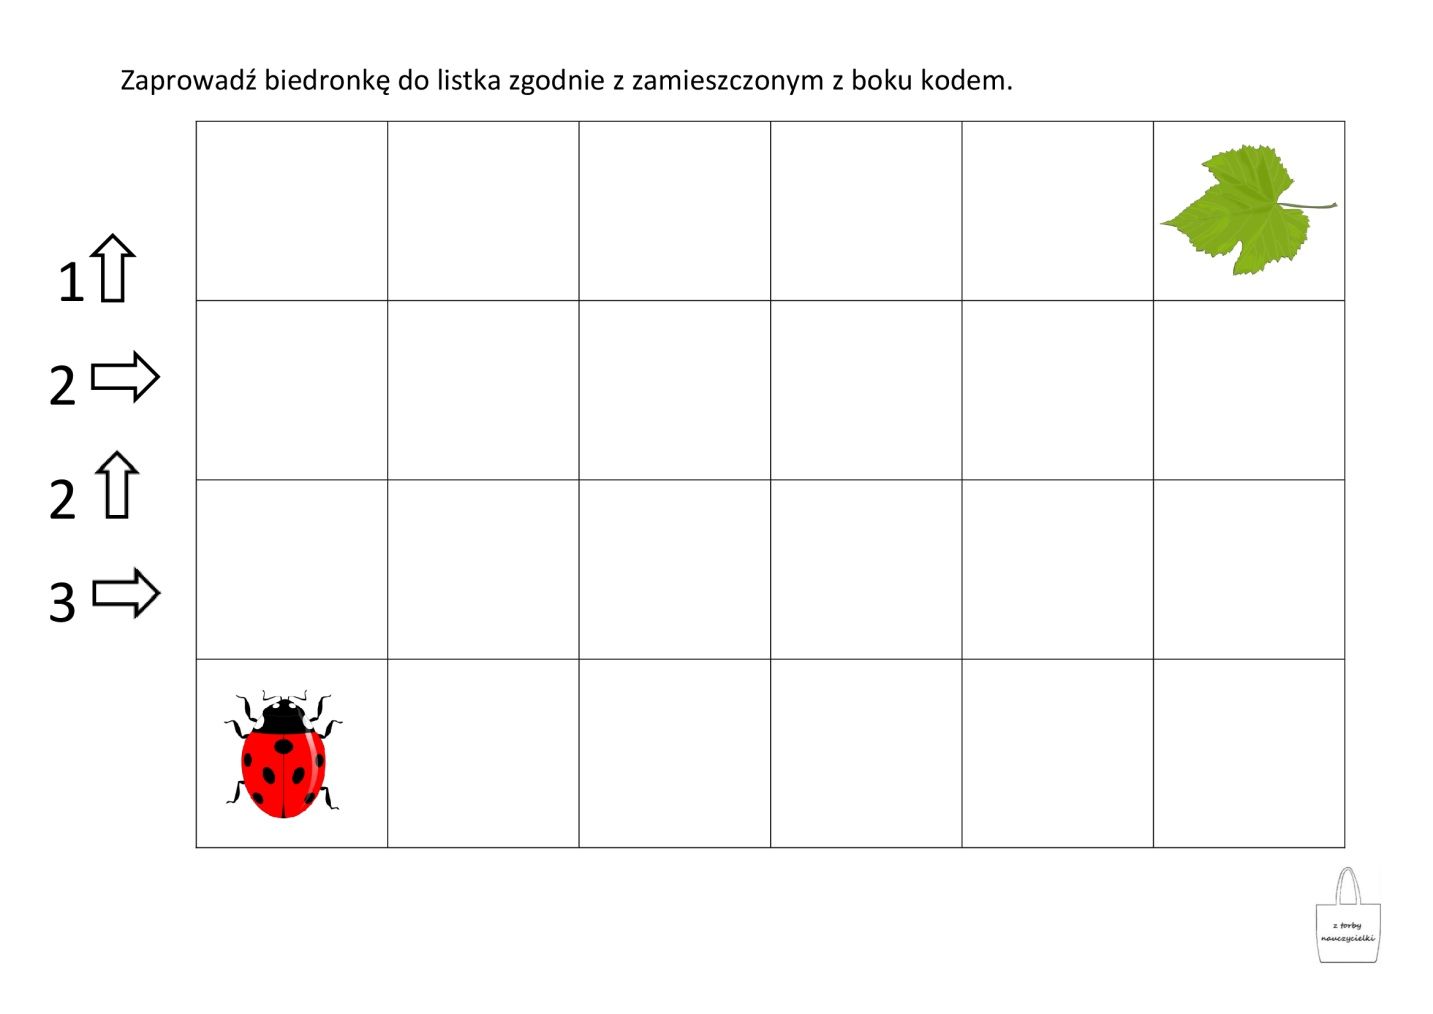 Zaprowadź biedronkę do listka zgodnie z zamieszczonym z boku kodem.
1
2
2
3
z torby
nauczycielki